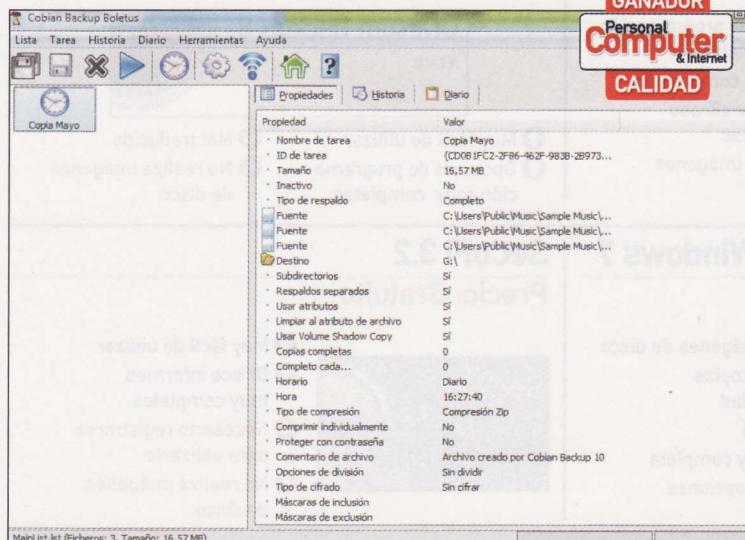 GANADOR
Personal
Computer
& Internet
CALIDAD
Cobian Backup Boletus
Lista Tarea Historia Diario Herramientas Ayuda
Copia Mayo
Propiedades Historia Diario
Propiedad Valor
Nombre de tarea Copia Mayo
ID de tarea {CD0B1FC2-2F86-462F-983B-2B973...
Tamaño 16,57 MB
Inactivo No
Tipo de respaldo Completo
Fuente C:\Users\Public\Music\Sample Music\...
Fuente C:\Users\Public\Music\Sample Music\...
Fuente C:\Users\Public\Music\Sample Music\...
Destino G:\
Subdirectorios Sí
Respaldos separados Sí
Usar atributos Sí
Limpiar al atributo de archivo Sí
Usar Volume Shadow Copy Sí
Copias completas 0
Completo cada... 0
Horario Diario
Hora 16:27:40
Tipo de compresión Compresión Zip
Comprimir individualmente No
Proteger con contraseña No
Comentario de archivo Archivo creado por Cobian Backup 10
Opciones de división Sin dividir
Tipo de cifrado Sin cifrar
Máscaras de inclusión
Máscaras de exclusión
MainList.lst (Ficheros: 3, Tamaño: 16,57 MB)